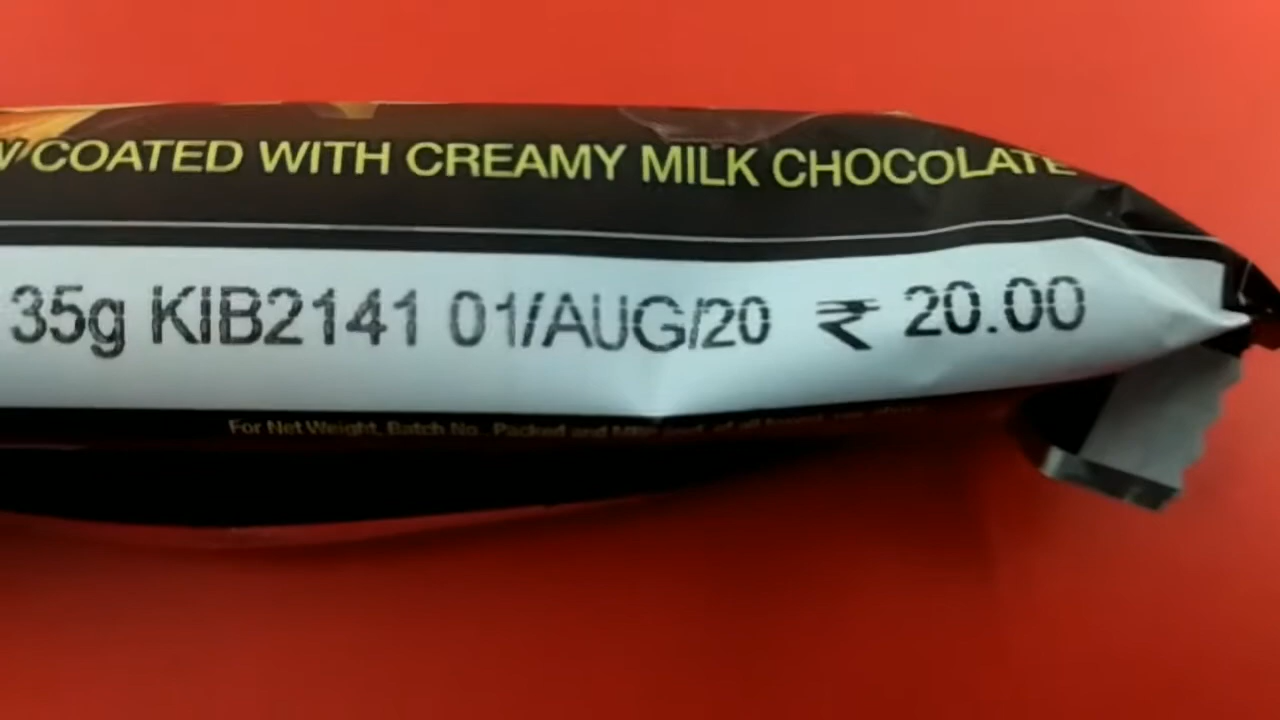 COATED WITH CREAMY MILK CHOCOLATE
35g KIB2141 01/AUG/20 ₹ 20.00
For Net Weight, Batch No., Packed and MRP